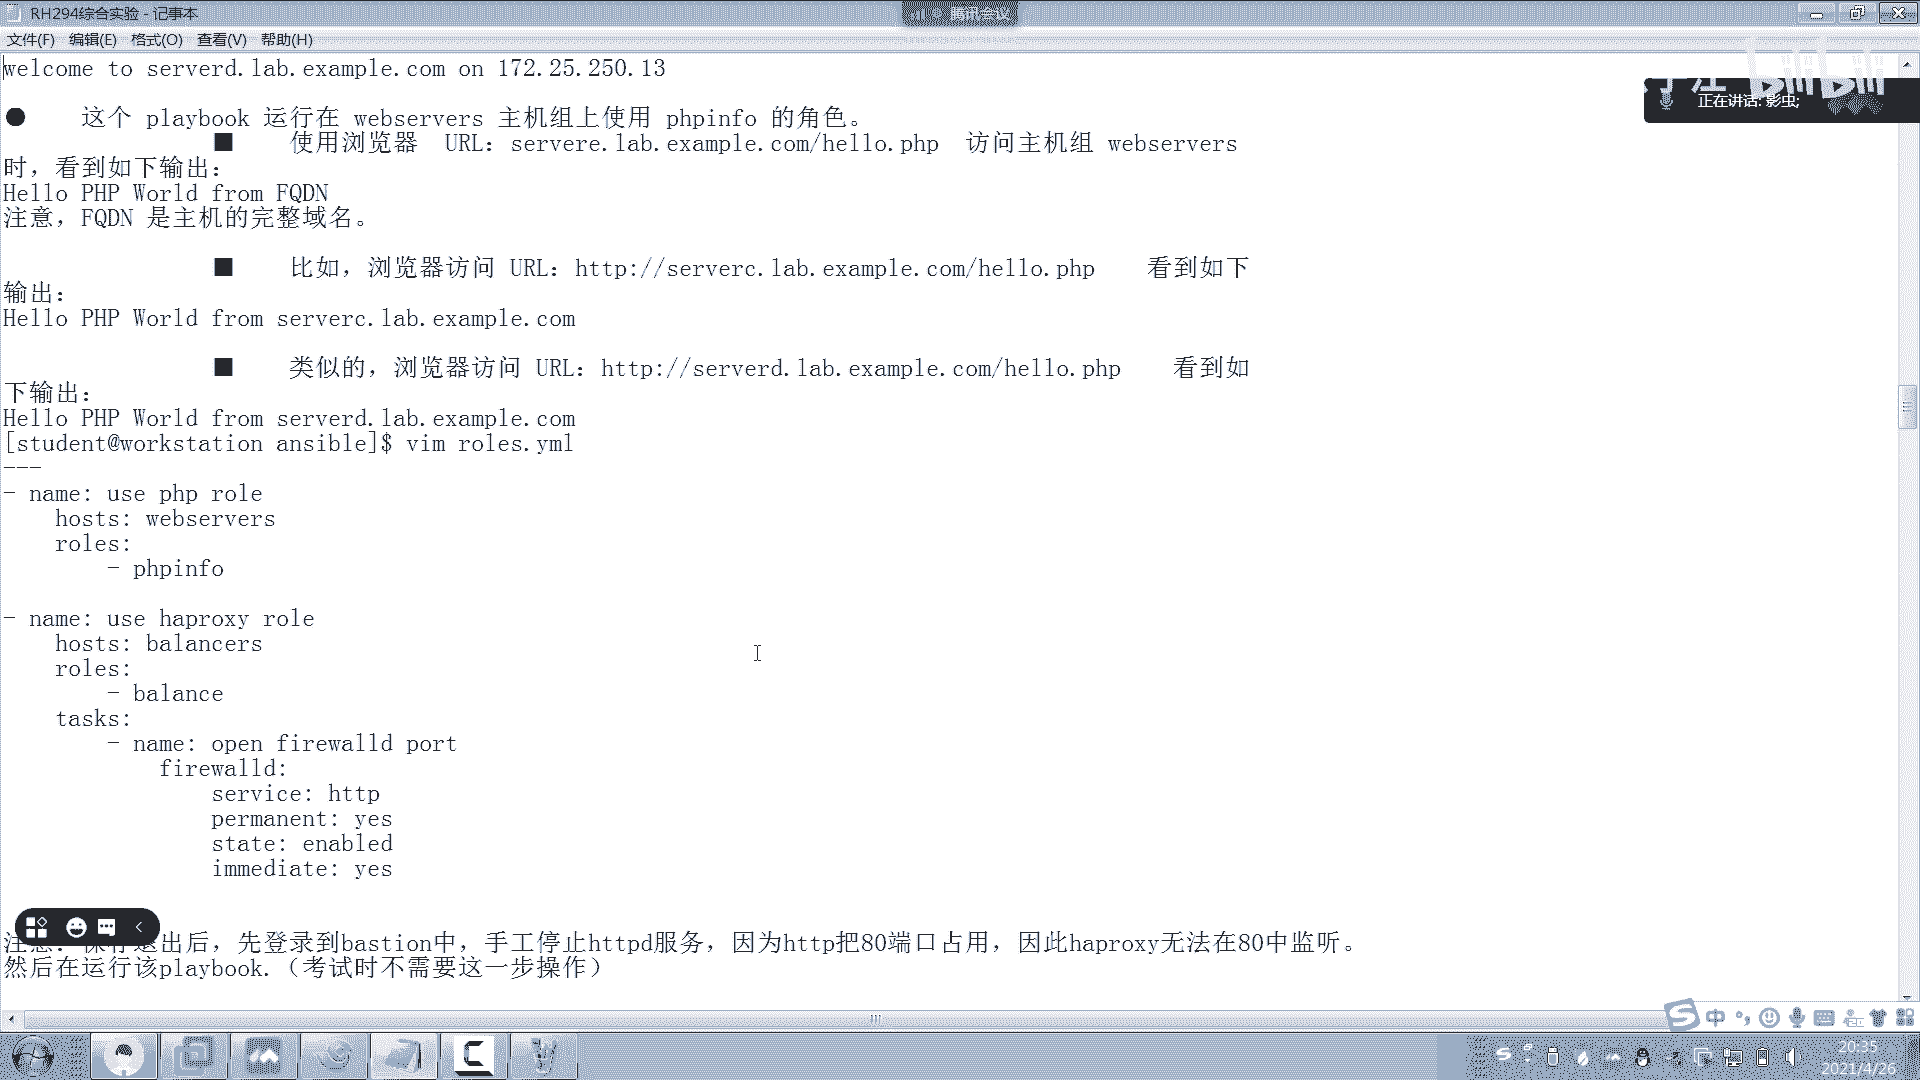 RH294综合实验 - 记事本
腾讯会议
文件(F) 编辑(E) 格式(O) 查看(V) 帮助(H)
正在讲话: 影虫;
welcome to serverd.lab.example.com on 172.25.250.13
● 这个 playbook 运行在 webservers 主机组上使用 phpinfo 的角色。
■ 使用浏览器 URL: servere.lab.example.com/hello.php 访问主机组 webservers
时，看到如下输出：
Hello PHP World from FQDN
注意，FQDN 是主机的完整域名。
■ 比如，浏览器访问 URL：http://serverc.lab.example.com/hello.php 看到如下
输出：
Hello PHP World from serverc.lab.example.com
■ 类似的，浏览器访问 URL：http://serverd.lab.example.com/hello.php 看到如
下输出：
Hello PHP World from serverd.lab.example.com
[student@workstation ansible]$ vim roles.yml
---
- name: use php role
hosts: webservers
roles:
- phpinfo
- name: use haproxy role
hosts: balancers
roles:
- balance
tasks:
- name: open firewalld port
firewalld:
service: http
permanent: yes
state: enabled
immediate: yes
出后，先登录到bastion中，手工停止httpd服务，因为http把80端口占用，因此haproxy无法在80中监听。
然后在运行该playbook.（考试时不需要这一步操作）
中
20:35
2021/4/26